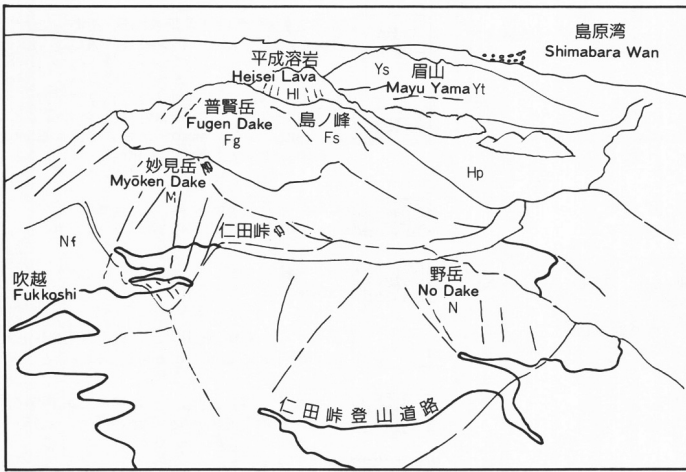 島原湾
Shimabara Wan
平成溶岩
Heisei Lava
Hl
Ys
眉山
Mayu Yama
Yt
普賢岳
Fugen Dake
Fg
島ノ峰
Fs
Hp
妙見岳
Myōken Dake
M
仁田峠
Nf
吹越
Fukkoshi
野岳
No Dake
N
仁田峠登山道路